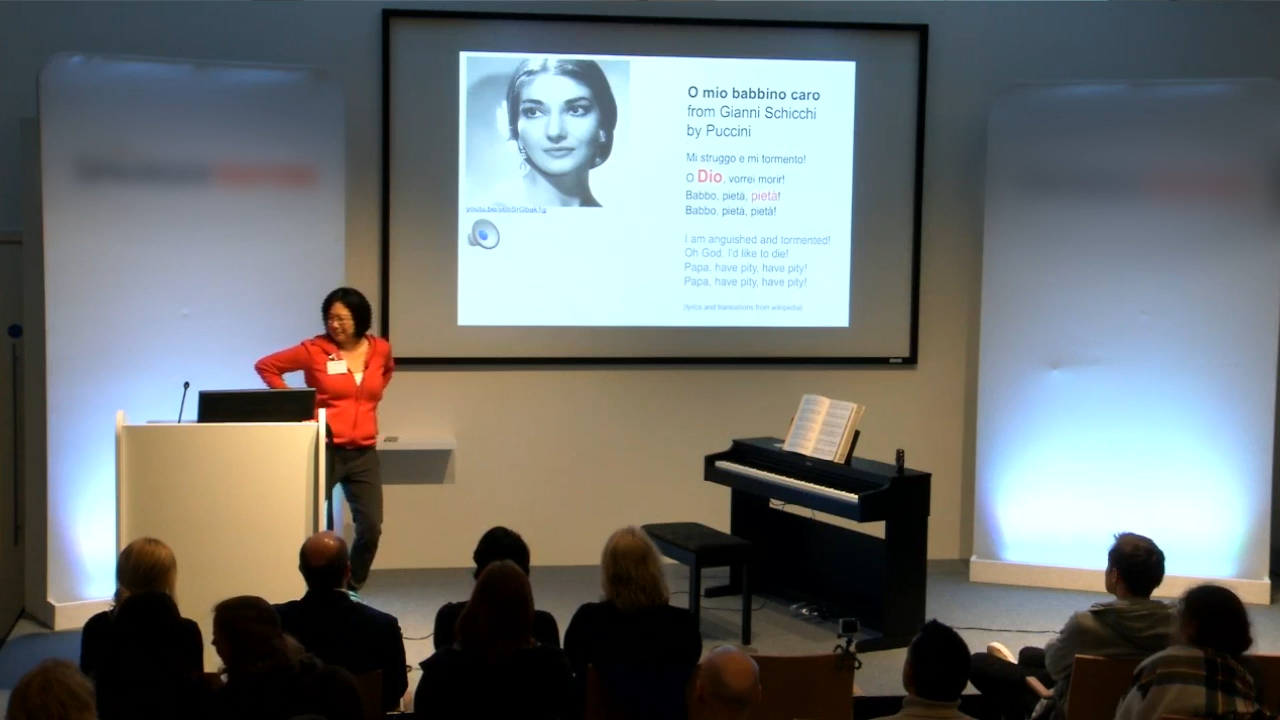 O mio babbino caro
from Gianni Schicchi
by Puccini
Mi struggo e mi tormento!
O Dio, vorrei morir!
Babbo, pietà, pietà!
Babbo, pietà, pietà!
I am anguished and tormented!
Oh God, I'd like to die!
Papa, have pity, have pity!
Papa, have pity, have pity!
(lyrics and translations from wikipedia)